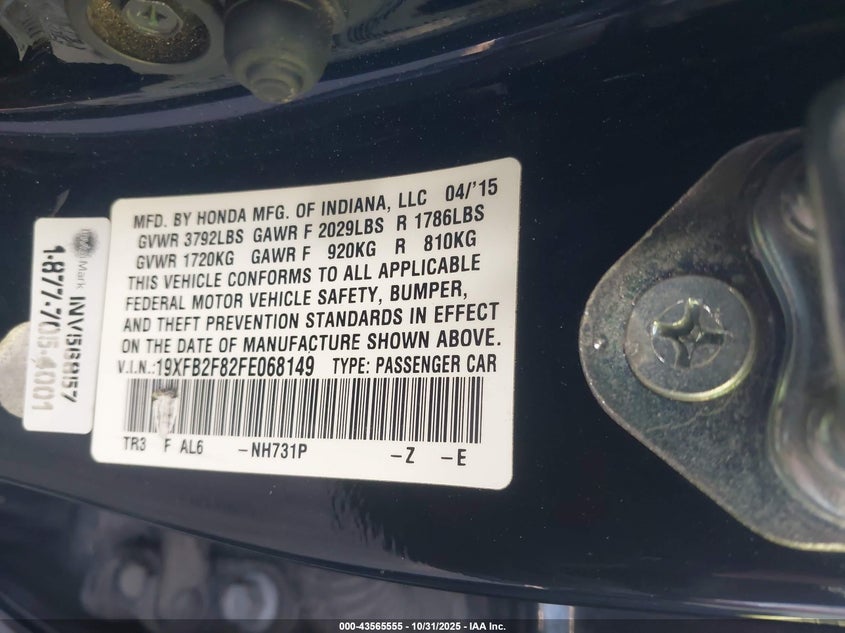 MFD. BY HONDA MFG. OF INDIANA, LLC 04/'15
GVWR 3792LBS GAWR F 2029LBS R 1786LBS
GVWR 1720KG GAWR F 920KG R 810KG
THIS VEHICLE CONFORMS TO ALL APPLICABLE
FEDERAL MOTOR VEHICLE SAFETY, BUMPER,
AND THEFT PREVENTION STANDARDS IN EFFECT
ON THE DATE OF MANUFACTURE SHOWN ABOVE.
V.I.N.:19XFB2F82FE068149 TYPE: PASSENGER CAR
TR3 F AL6 -NH731P -Z -E
Mark INV568957
1-877-705-4001
000-43565555 - 10/31/2025 - IAA Inc.